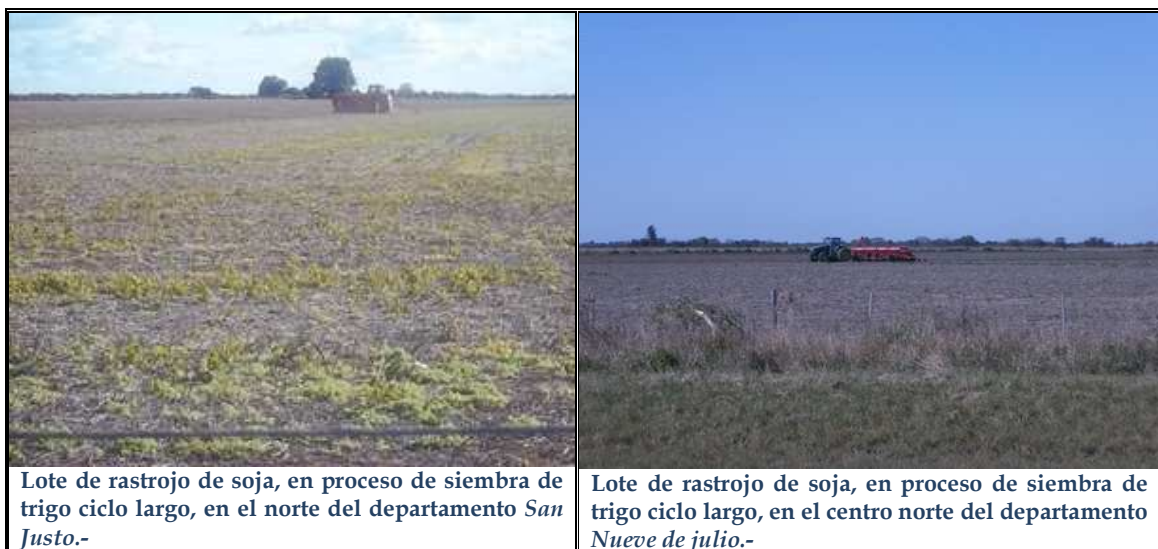 Lote de rastrojo de soja, en proceso de siembra de
trigo ciclo largo, en el norte del departamento San
Justo.-
Lote de rastrojo de soja, en proceso de siembra de
trigo ciclo largo, en el centro norte del departamento
Nueve de julio.-